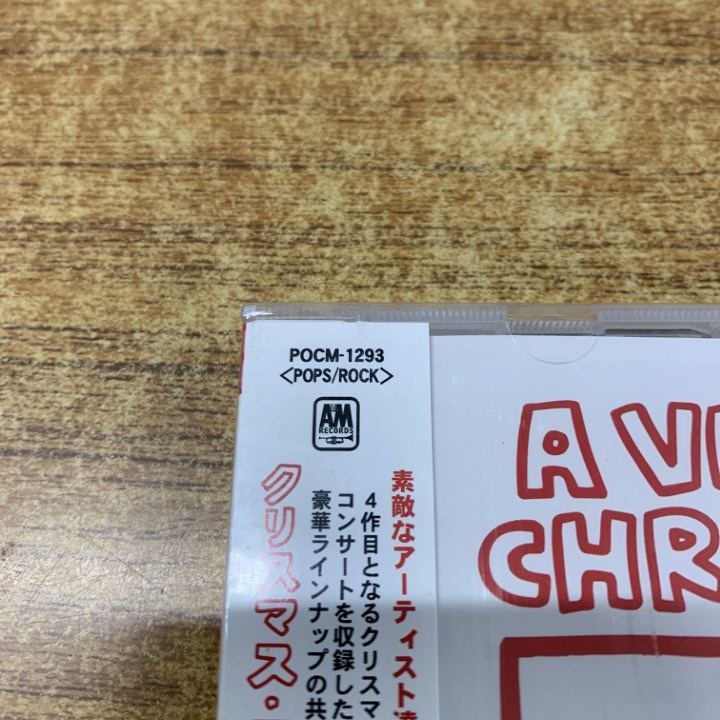 POCM-1293
<POPS/ROCK>
A&M
RECORDS
素敵なアーティスト達
4作目となるクリスマ
コンサートを収録した
豪華ラインナップの共
クリスマス・
A V
CHR